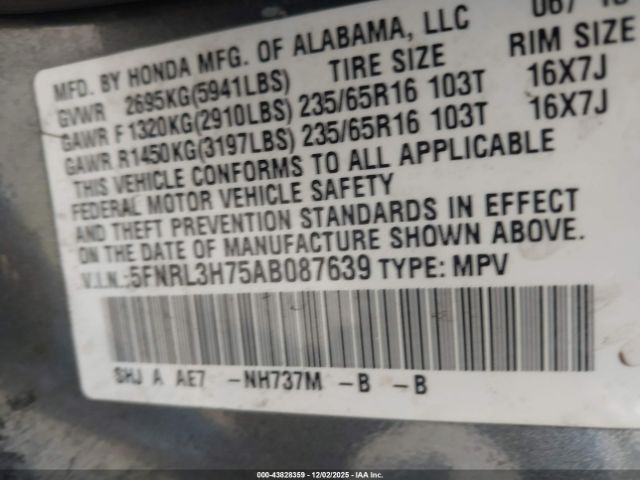 MFD. BY HONDA MFG. OF ALABAMA, LLC
GVWR 2695KG(5941LBS) TIRE SIZE RIM SIZE
GAWR F1320KG(2910LBS) 235/65R16 103T 16X7J
GAWR R1450KG(3197LBS) 235/65R16 103T 16X7J
THIS VEHICLE CONFORMS TO ALL APPLICABLE
FEDERAL MOTOR VEHICLE SAFETY
AND THEFT PREVENTION STANDARDS IN EFFECT
ON THE DATE OF MANUFACTURE SHOWN ABOVE.
V.I.N.:5FNRL3H75AB087639 TYPE: MPV
SHJ A AE7 -NH737M -B -B
000-43828359 | 12/02/2025 - IAA Inc.